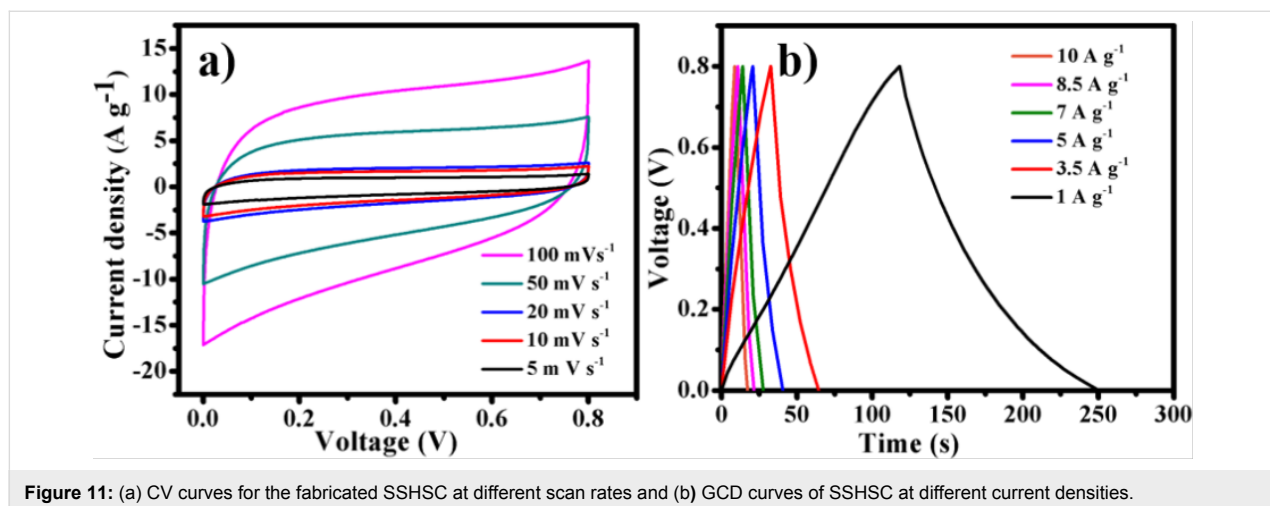 a)
Current density (A g⁻¹)
15
10
5
0
-5
-10
-15
-20
0.0 0.2 0.4 0.6 0.8
Voltage (V)
100 mVs⁻¹
50 mV s⁻¹
20 mV s⁻¹
10 mV s⁻¹
5 m V s⁻¹
b)
Voltage (V)
0.8
0.6
0.4
0.2
0.0
0 50 100 150 200 250 300
Time (s)
10 A g⁻¹
8.5 A g⁻¹
7 A g⁻¹
5 A g⁻¹
3.5 A g⁻¹
1 A g⁻¹
Figure 11: (a) CV curves for the fabricated SSHSC at different scan rates and (b) GCD curves of SSHSC at different current densities.